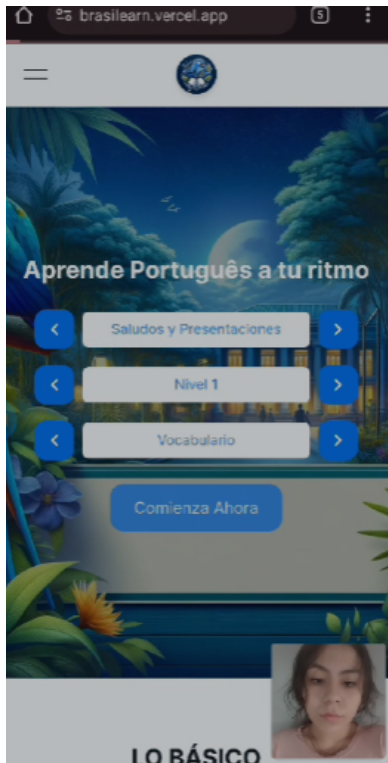 brasilearn.vercel.app
5
Aprende Português a tu ritmo
Saludos y Presentaciones
Nivel 1
Vocabulario
Comienza Ahora
LO BÁSICO